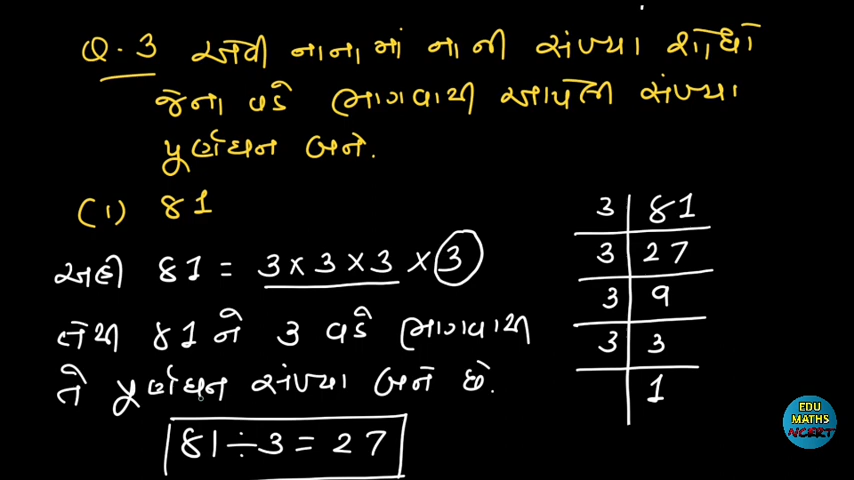 Q.3 એવી નાનામાં નાની સંખ્યા શોધો
જેના વડે ભાગવાથી આપેલી સંખ્યા
પૂર્ણઘન બને.
(1) 81
અહીં 81 = 3 × 3 × 3 × 3
તેથી 81 ને 3 વડે ભાગવાથી
તે પૂર્ણઘન સંખ્યા બને છે.
81 ÷ 3 = 27
3 | 81
3 | 27
3 | 9
3 | 3
| 1
EDU
MATHS
NCERT